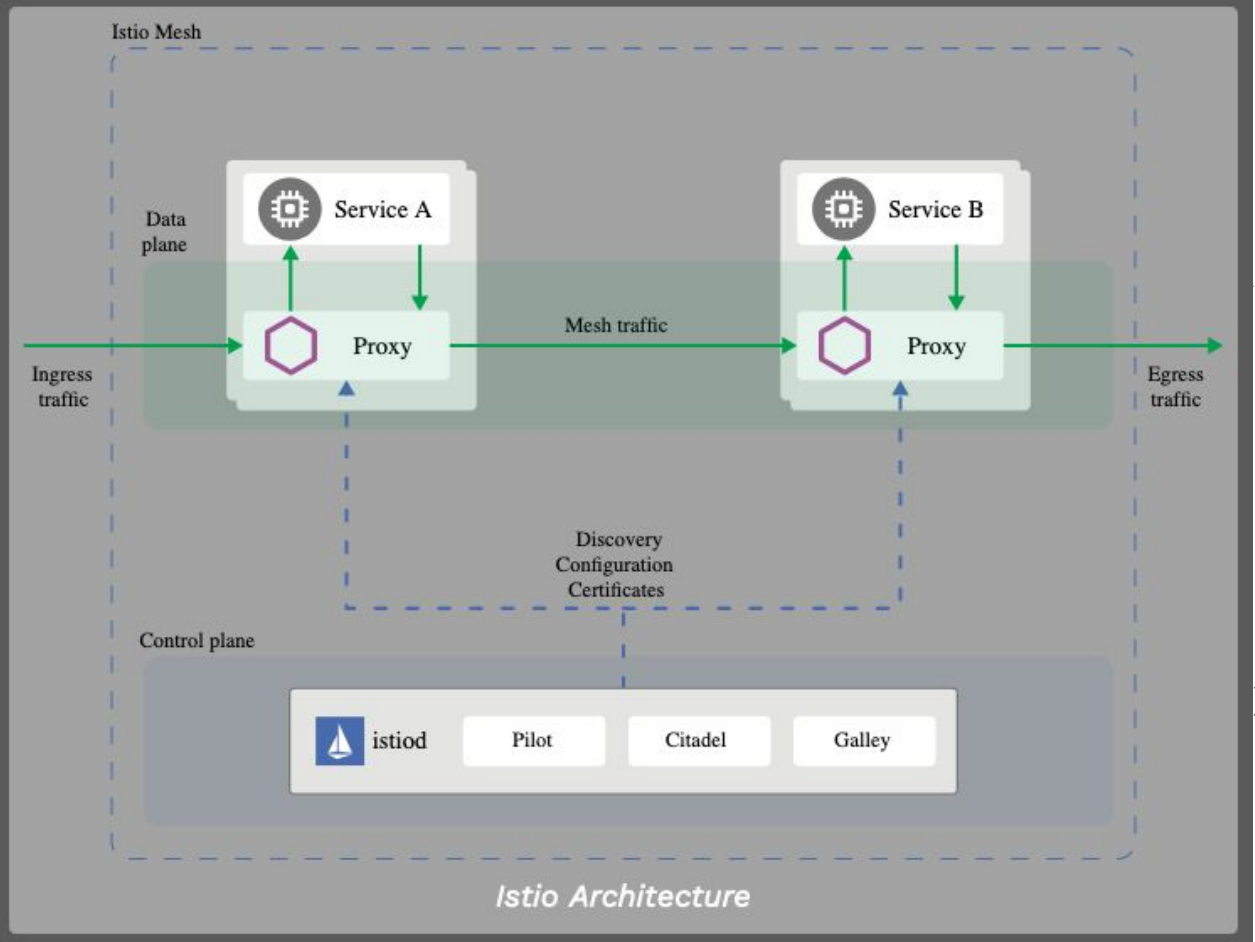 Istio Mesh
Data
plane
Service A
Service B
Proxy
Mesh traffic
Proxy
Ingress
traffic
Egress
traffic
Discovery
Configuration
Certificates
Control plane
istiod
Pilot
Citadel
Galley
Istio Architecture